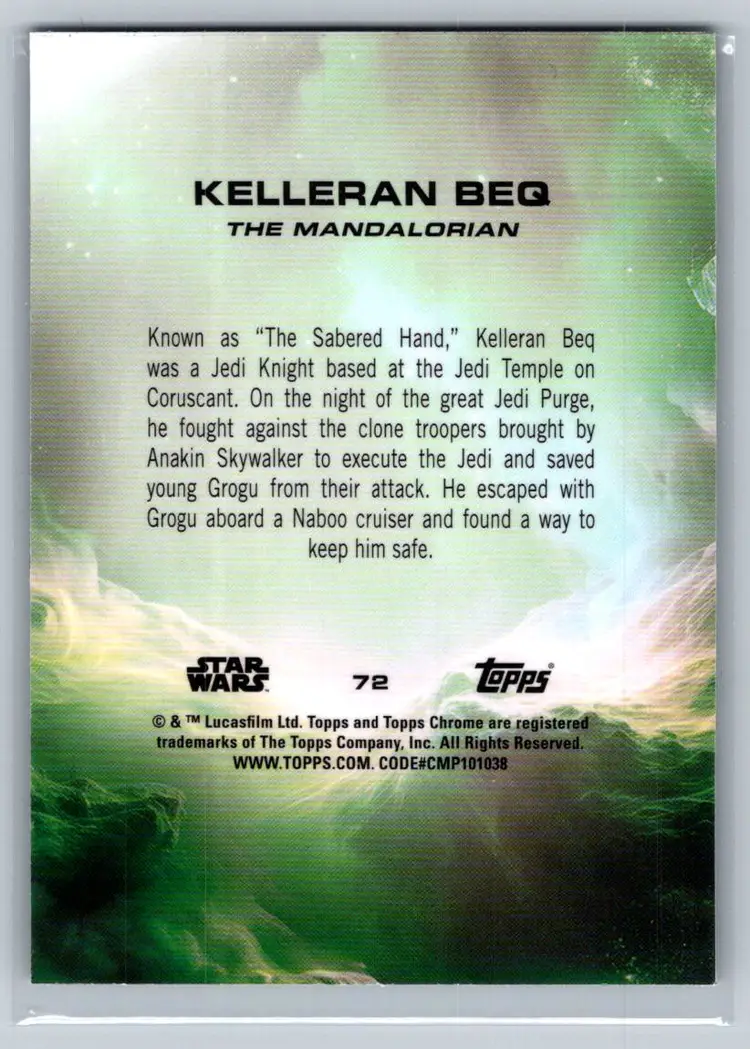 KELLERAN BEQ
THE MANDALORIAN
Known as “The Sabered Hand,” Kelleran Beq
was a Jedi Knight based at the Jedi Temple on
Coruscant. On the night of the great Jedi Purge,
he fought against the clone troopers brought by
Anakin Skywalker to execute the Jedi and saved
young Grogu from their attack. He escaped with
Grogu aboard a Naboo cruiser and found a way to
keep him safe.
STAR WARS™ 72 topps®
© & ™ Lucasfilm Ltd. Topps and Topps Chrome are registered
trademarks of The Topps Company, Inc. All Rights Reserved.
WWW.TOPPS.COM. CODE#CMP101038